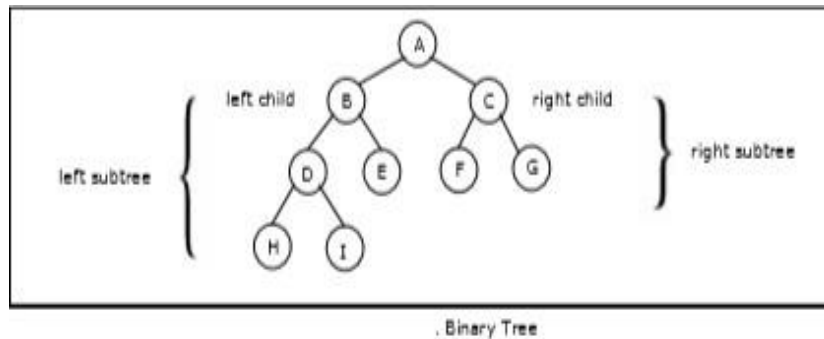 A
left child B C right child
left subtree D E F G right subtree
H I
. Binary Tree